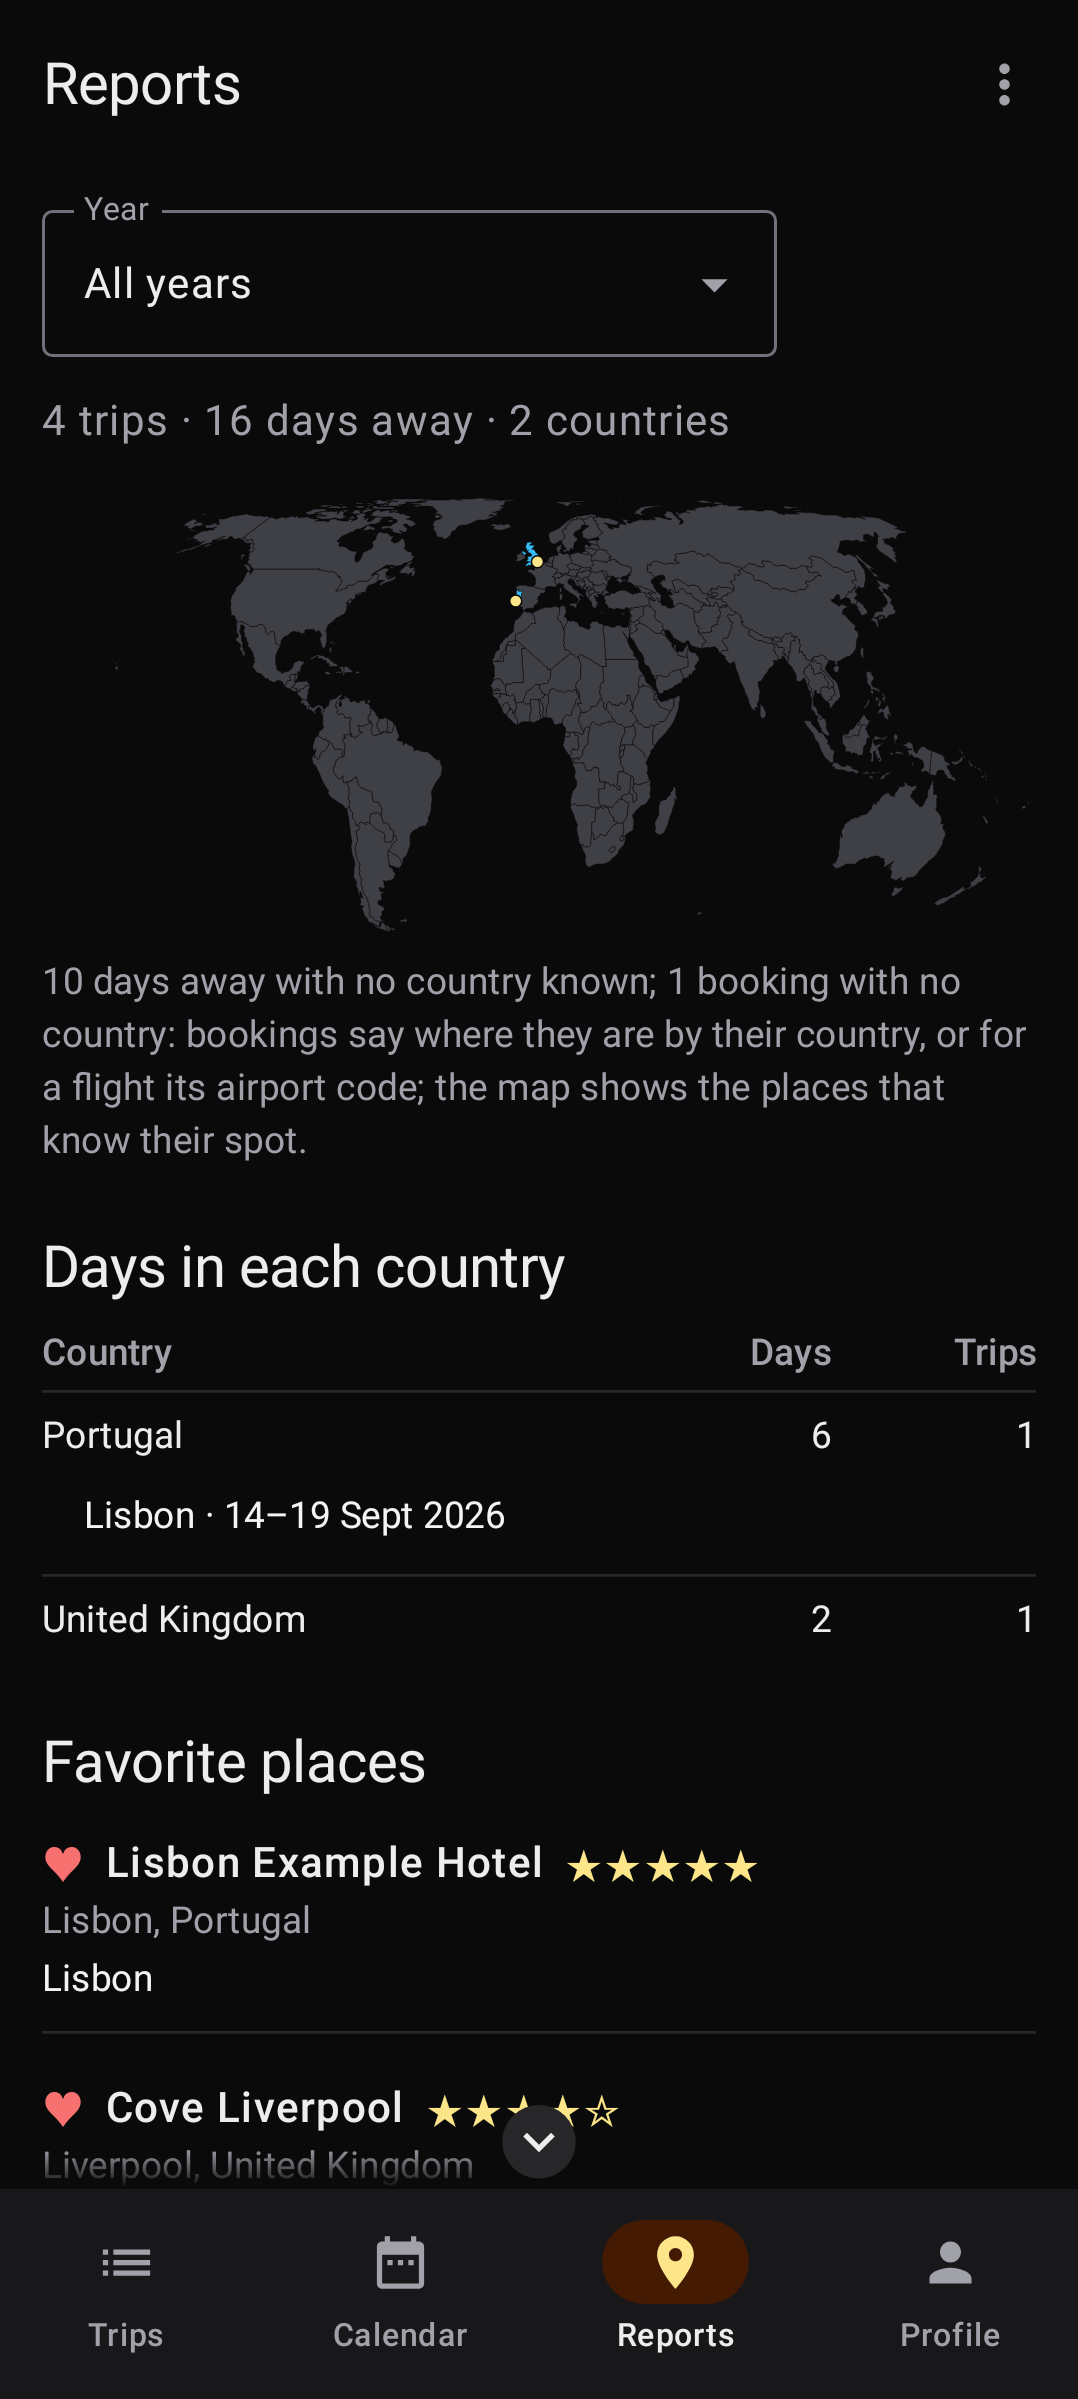 Reports
Year
All years
4 trips · 16 days away · 2 countries
10 days away with no country known; 1 booking with no
country: bookings say where they are by their country, or for
a flight its airport code; the map shows the places that
know their spot.
Days in each country
Country Days Trips
Portugal 6 1
Lisbon · 14–19 Sept 2026
United Kingdom 2 1
Favorite places
Lisbon Example Hotel ★★★★★
Lisbon, Portugal
Lisbon
Cove Liverpool ★★★★☆
Liverpool, United Kingdom
Trips Calendar Reports Profile